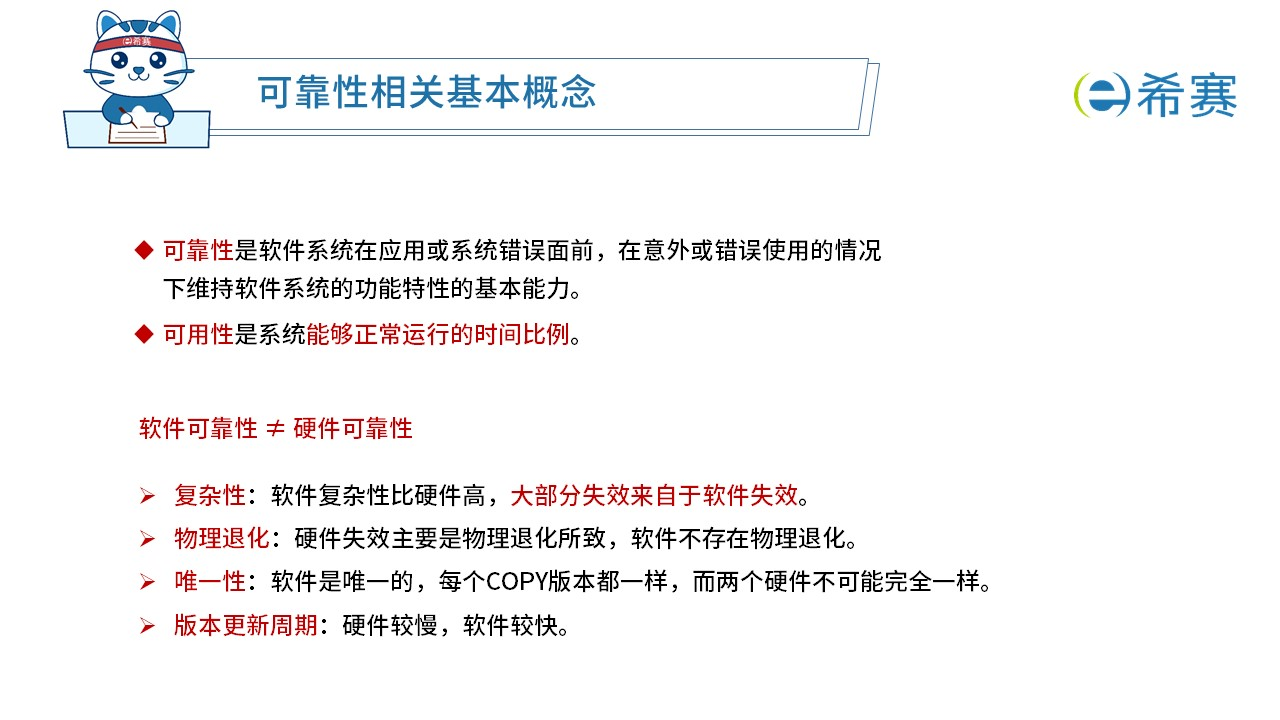 希赛
可靠性相关基本概念
希赛
◆ 可靠性是软件系统在应用或系统错误面前，在意外或错误使用的情况
下维持软件系统的功能特性的基本能力。
◆ 可用性是系统能够正常运行的时间比例。
软件可靠性 ≠ 硬件可靠性
➢ 复杂性：软件复杂性比硬件高，大部分失效来自于软件失效。
➢ 物理退化：硬件失效主要是物理退化所致，软件不存在物理退化。
➢ 唯一性：软件是唯一的，每个COPY版本都一样，而两个硬件不可能完全一样。
➢ 版本更新周期：硬件较慢，软件较快。